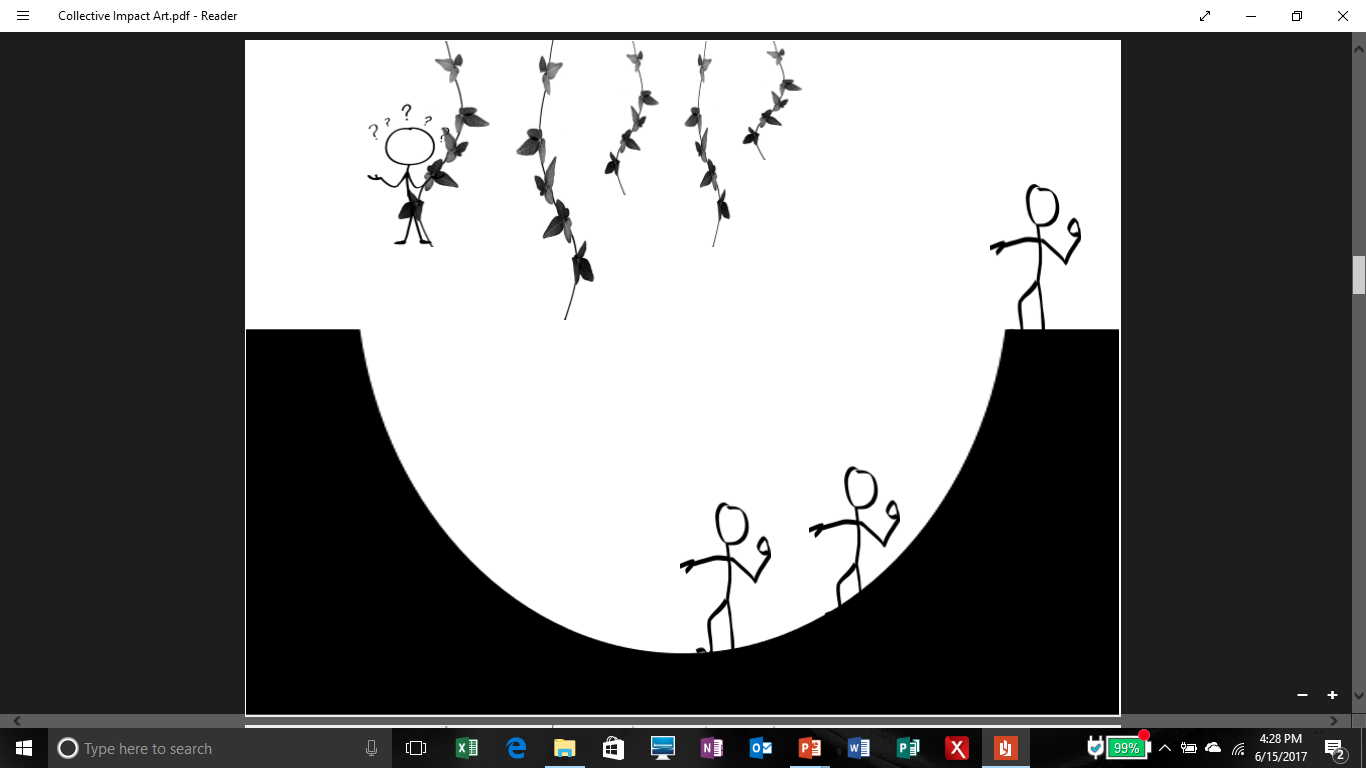 Collective Impact Art.pdf - Reader
? ? ? ? ?
Type here to search
99%
4:28 PM
6/15/2017
2